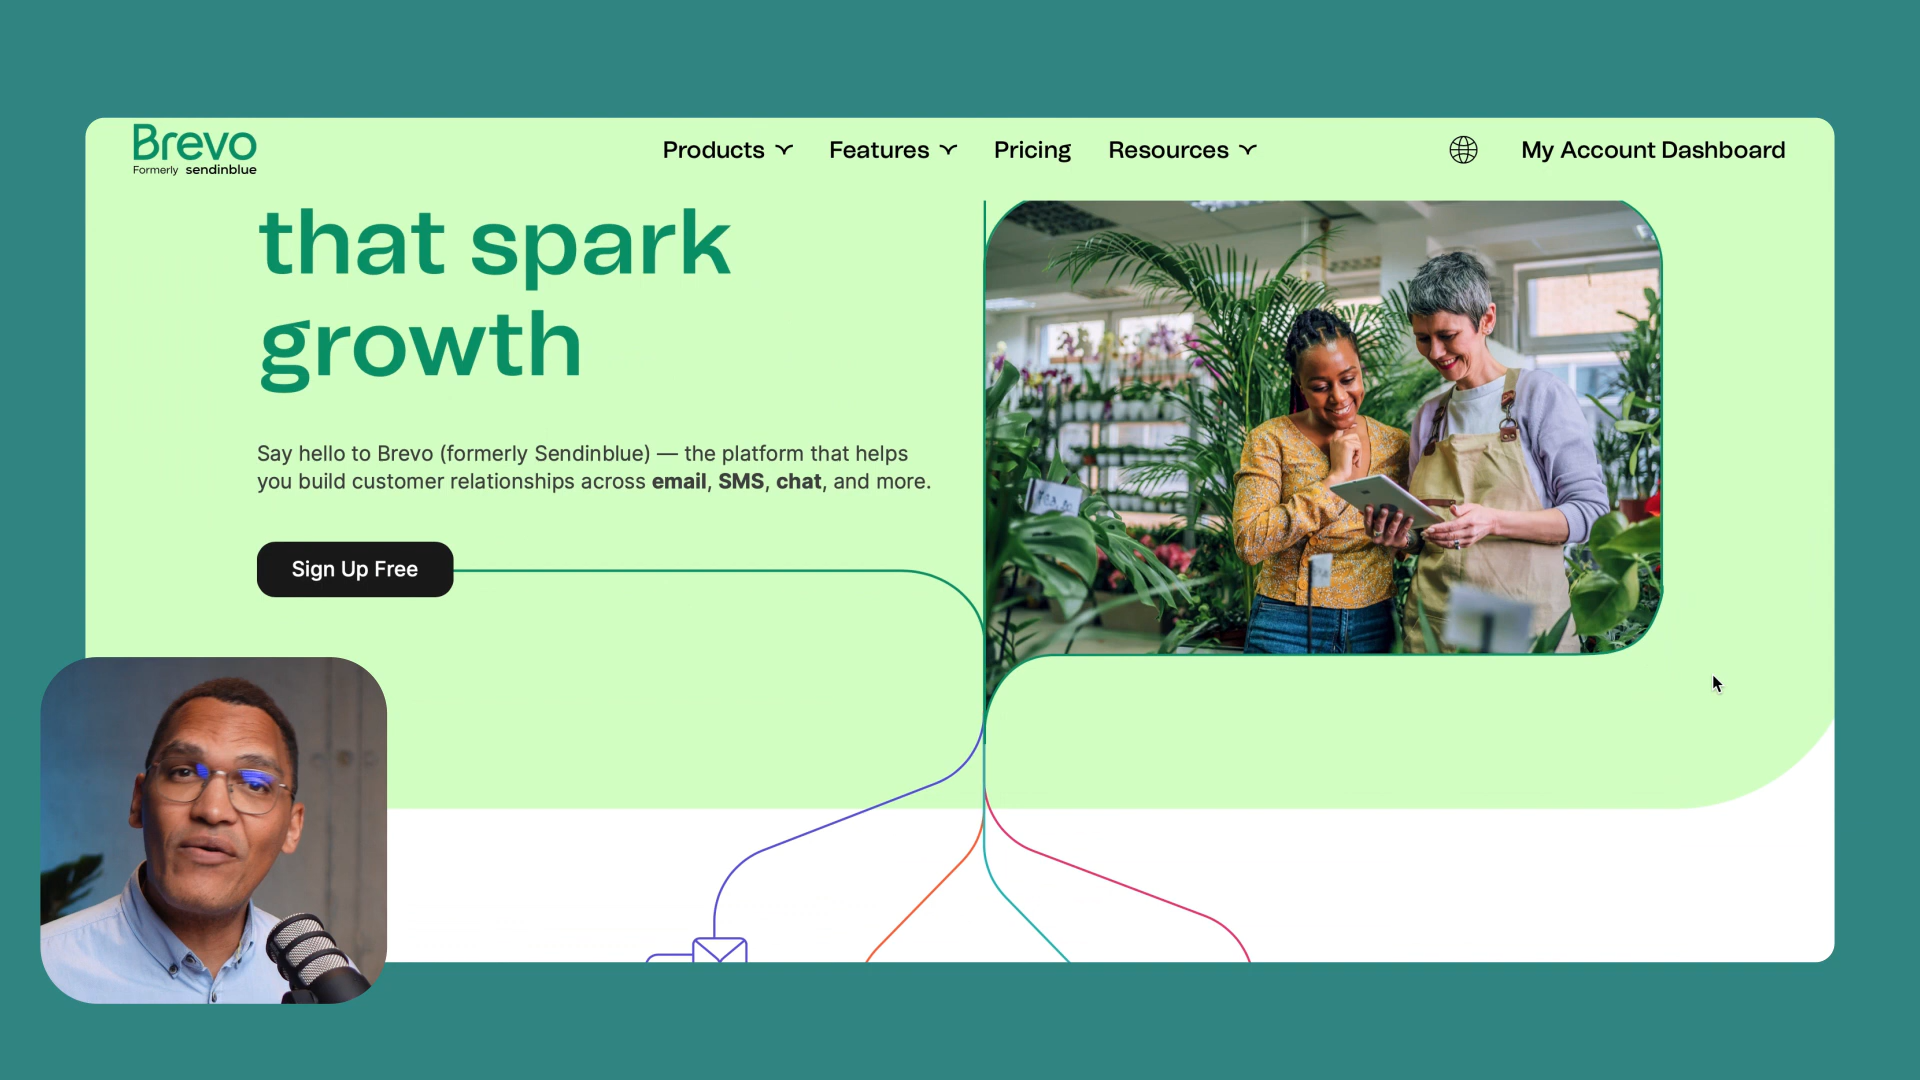 Brevo
Formerly sendinblue
Products
Features
Pricing
Resources
My Account Dashboard
that spark
growth
Say hello to Brevo (formerly Sendinblue) — the platform that helps
you build customer relationships across email, SMS, chat, and more.
Sign Up Free